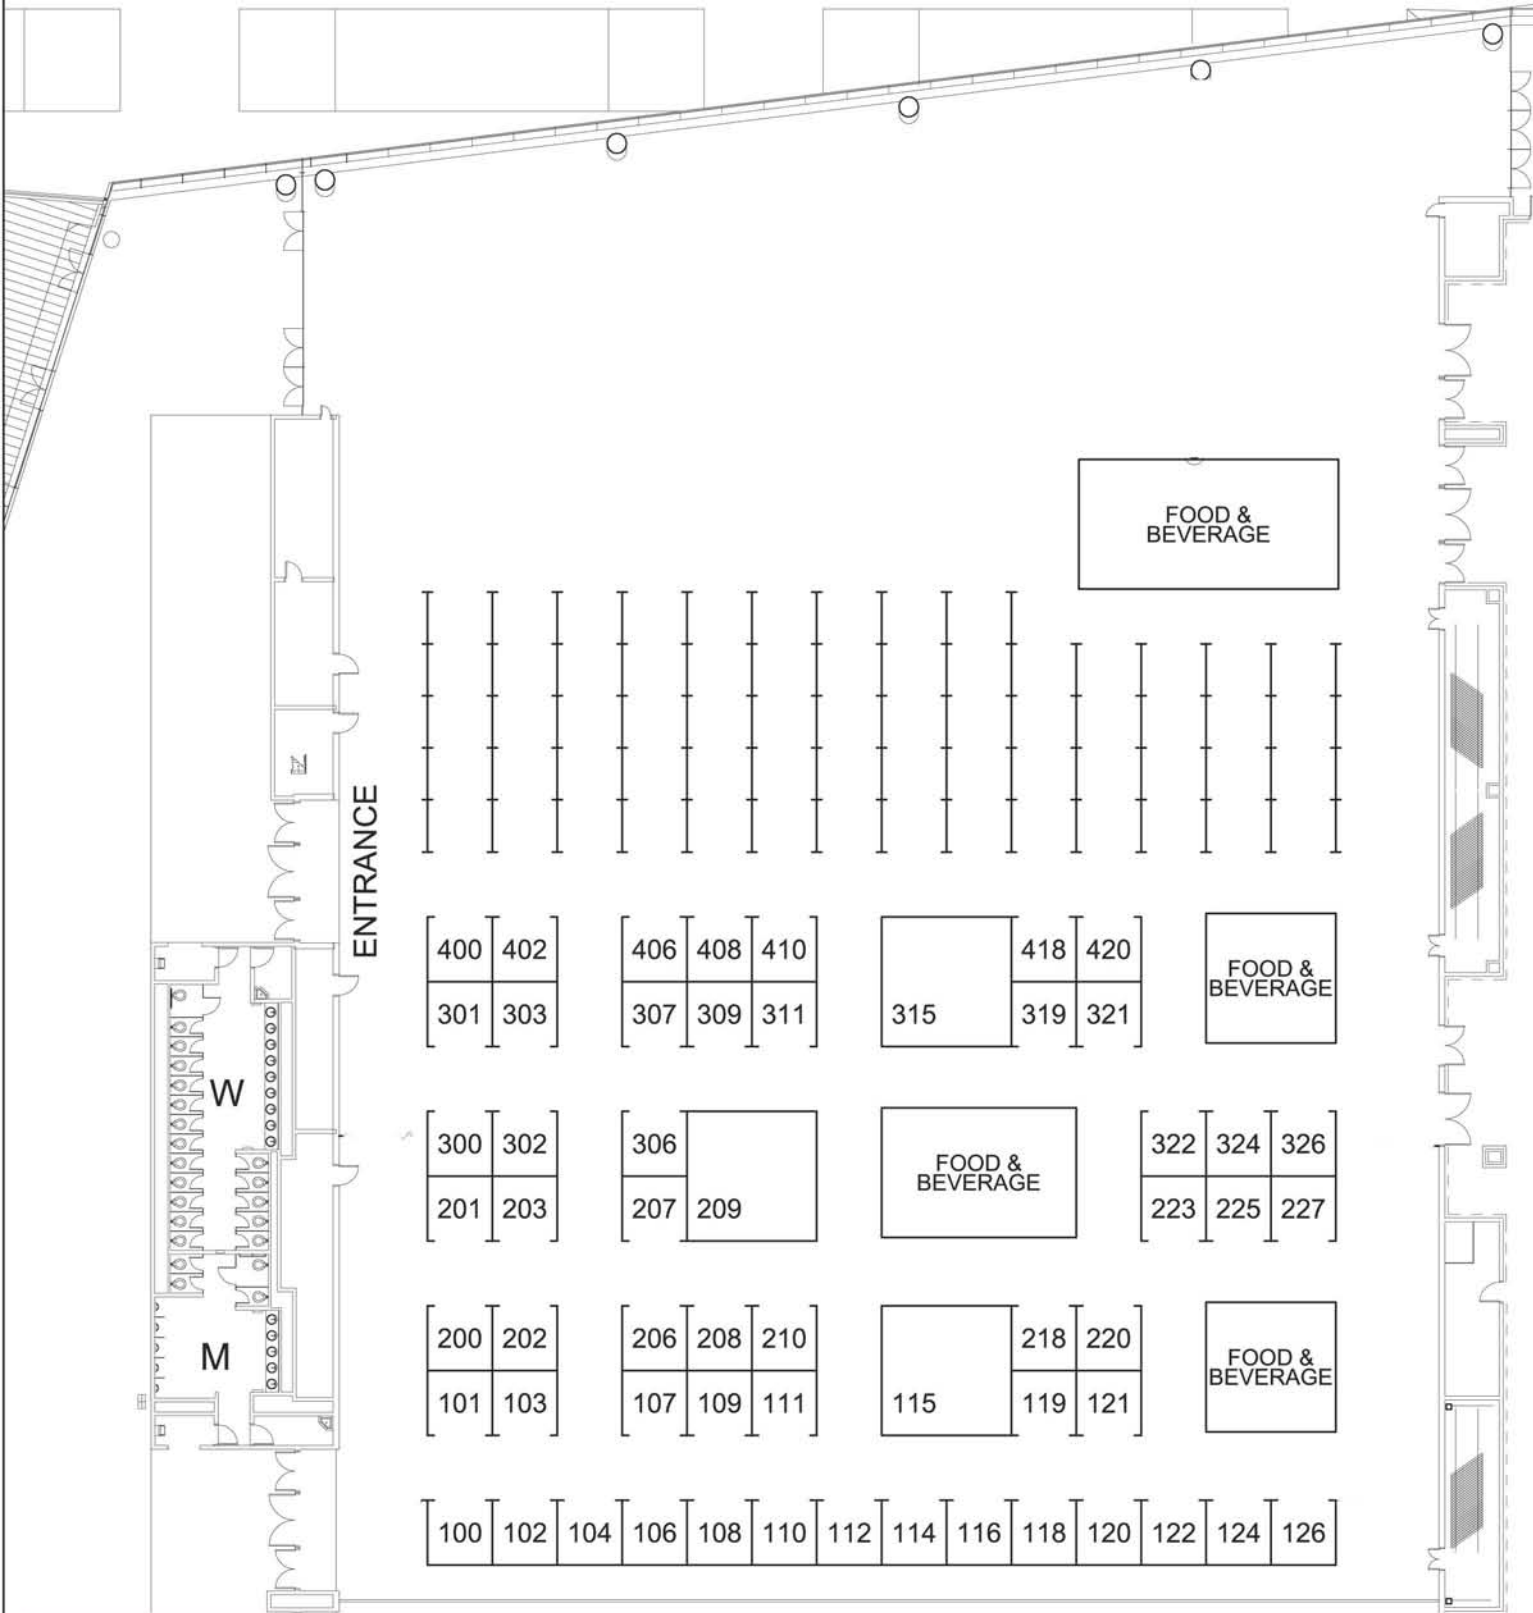 FOOD &
BEVERAGE
ENTRANCE
400 402 406 408 410 418 420
301 303 307 309 311 315 319 321
FOOD &
BEVERAGE
W
300 302 306 322 324 326
201 203 207 209 223 225 227
FOOD &
BEVERAGE
M
200 202 206 208 210 218 220
101 103 107 109 111 115 119 121
FOOD &
BEVERAGE
100 102 104 106 108 110 112 114 116 118 120 122 124 126